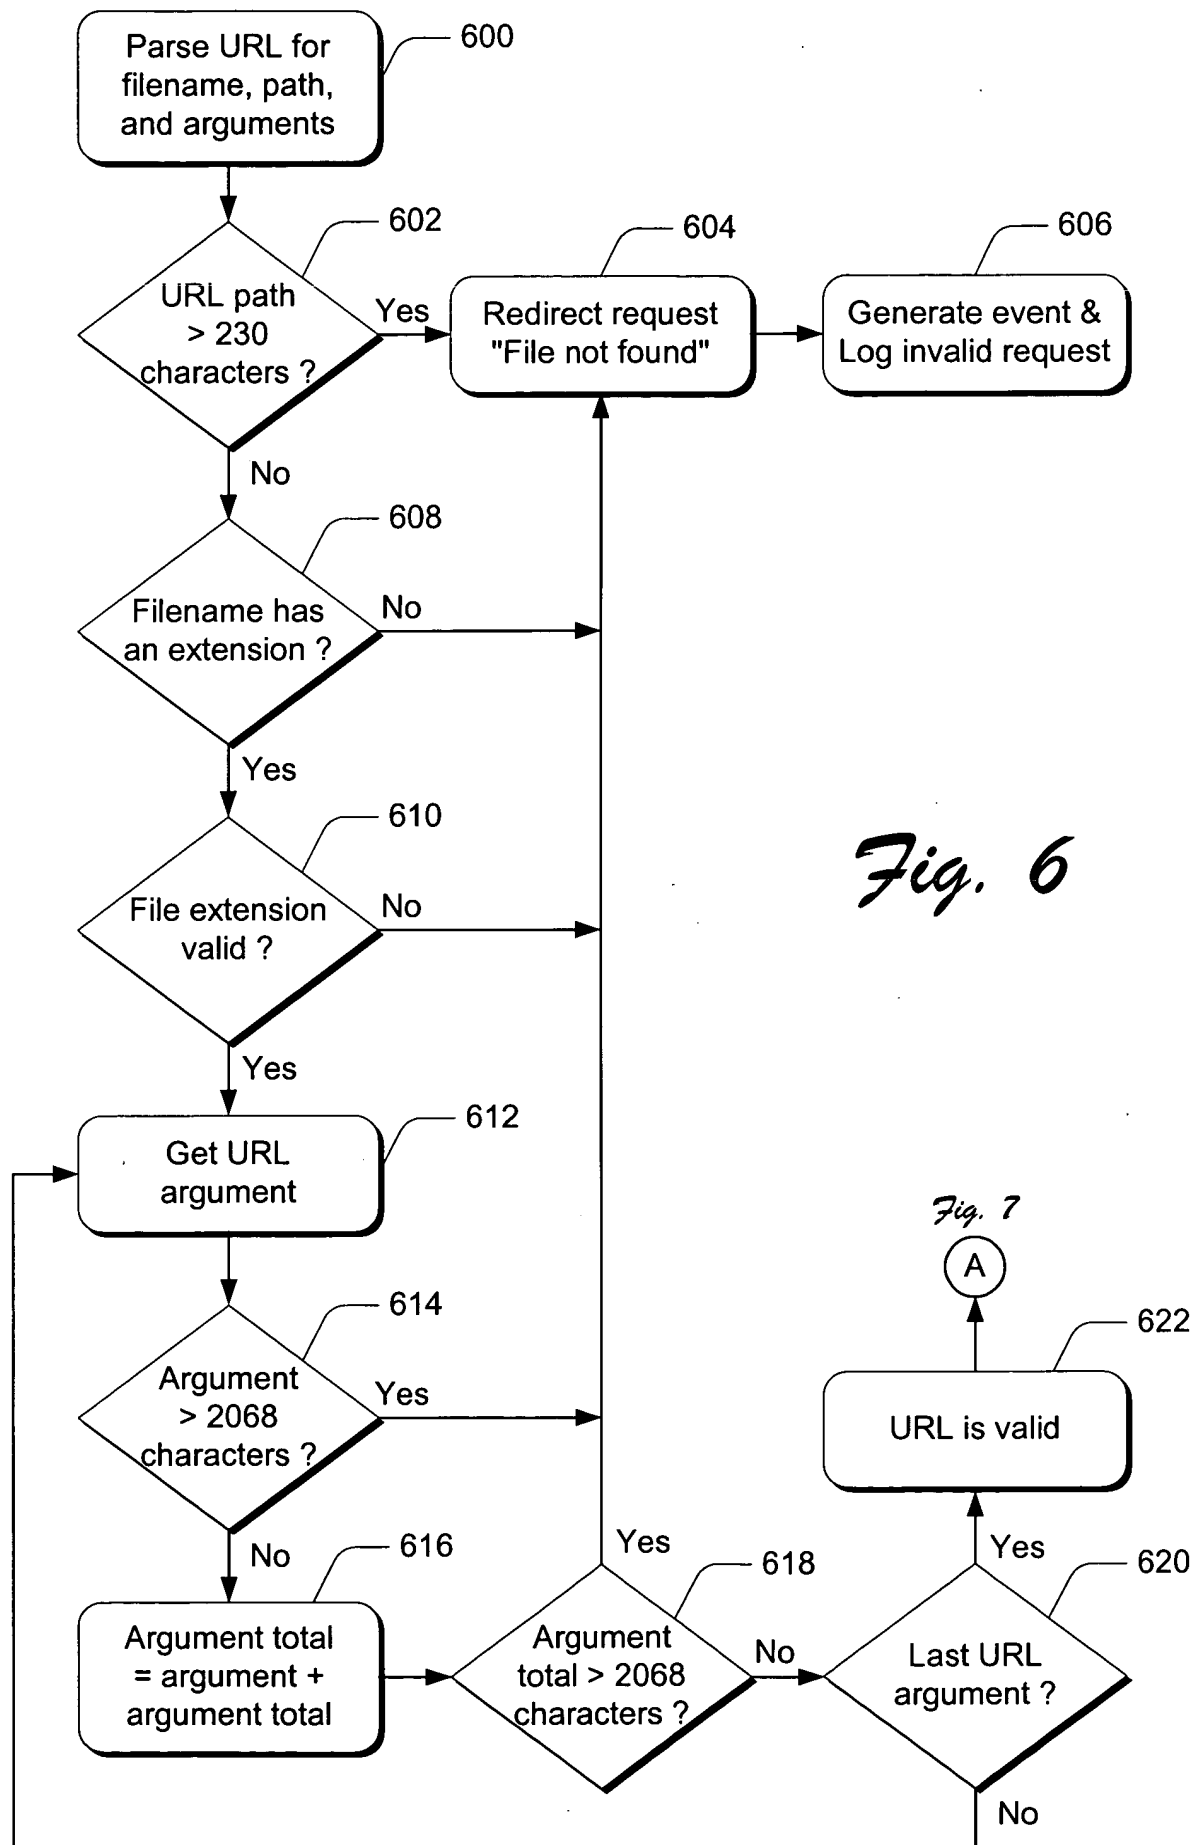 Parse URL for
filename, path,
and arguments
600
602
URL path
> 230
characters ?
Yes
No
604
Redirect request
"File not found"
606
Generate event &
Log invalid request
608
Filename has
an extension ?
No
Yes
610
File extension
valid ?
No
Yes
Fig. 6
612
Get URL
argument
614
Argument
> 2068
characters ?
Yes
No
616
Argument total
= argument +
argument total
618
Argument
total > 2068
characters ?
Yes
No
620
Last URL
argument ?
Yes
No
622
URL is valid
Fig. 7
A